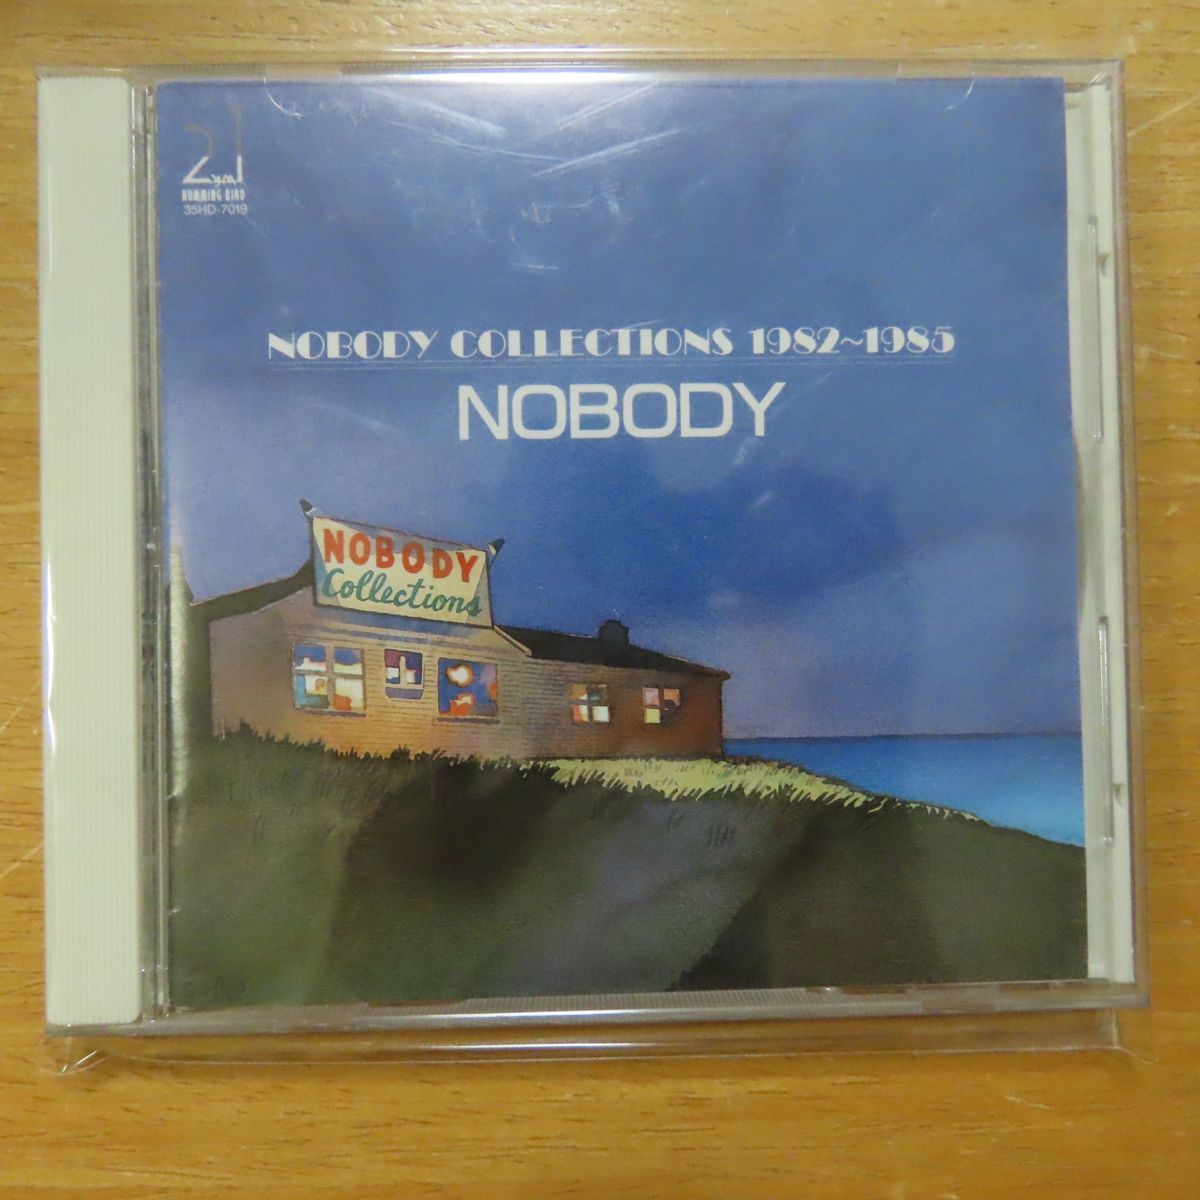 21
HUMMING BIRD
35HD-7019
NOBODY COLLECTIONS 1982~1985
NOBODY
NOBODY
Collections